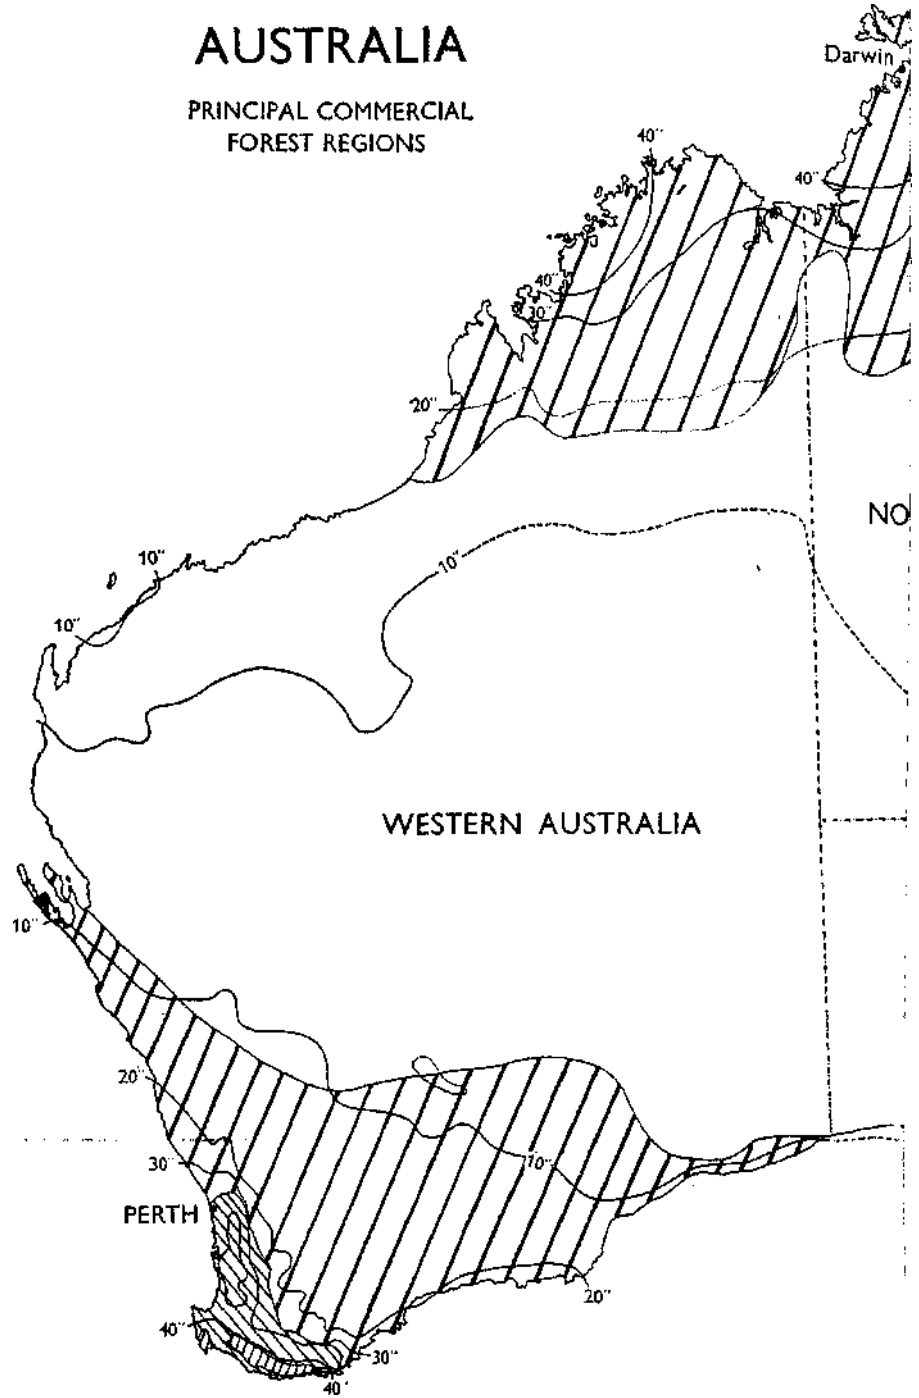 AUSTRALIA
PRINCIPAL COMMERCIAL
FOREST REGIONS
Darwin
40"
40"
40"
30"
20"
NO
10"
10"
10"
WESTERN AUSTRALIA
10"
20"
30"
10"
PERTH
20"
40"
30"
40'